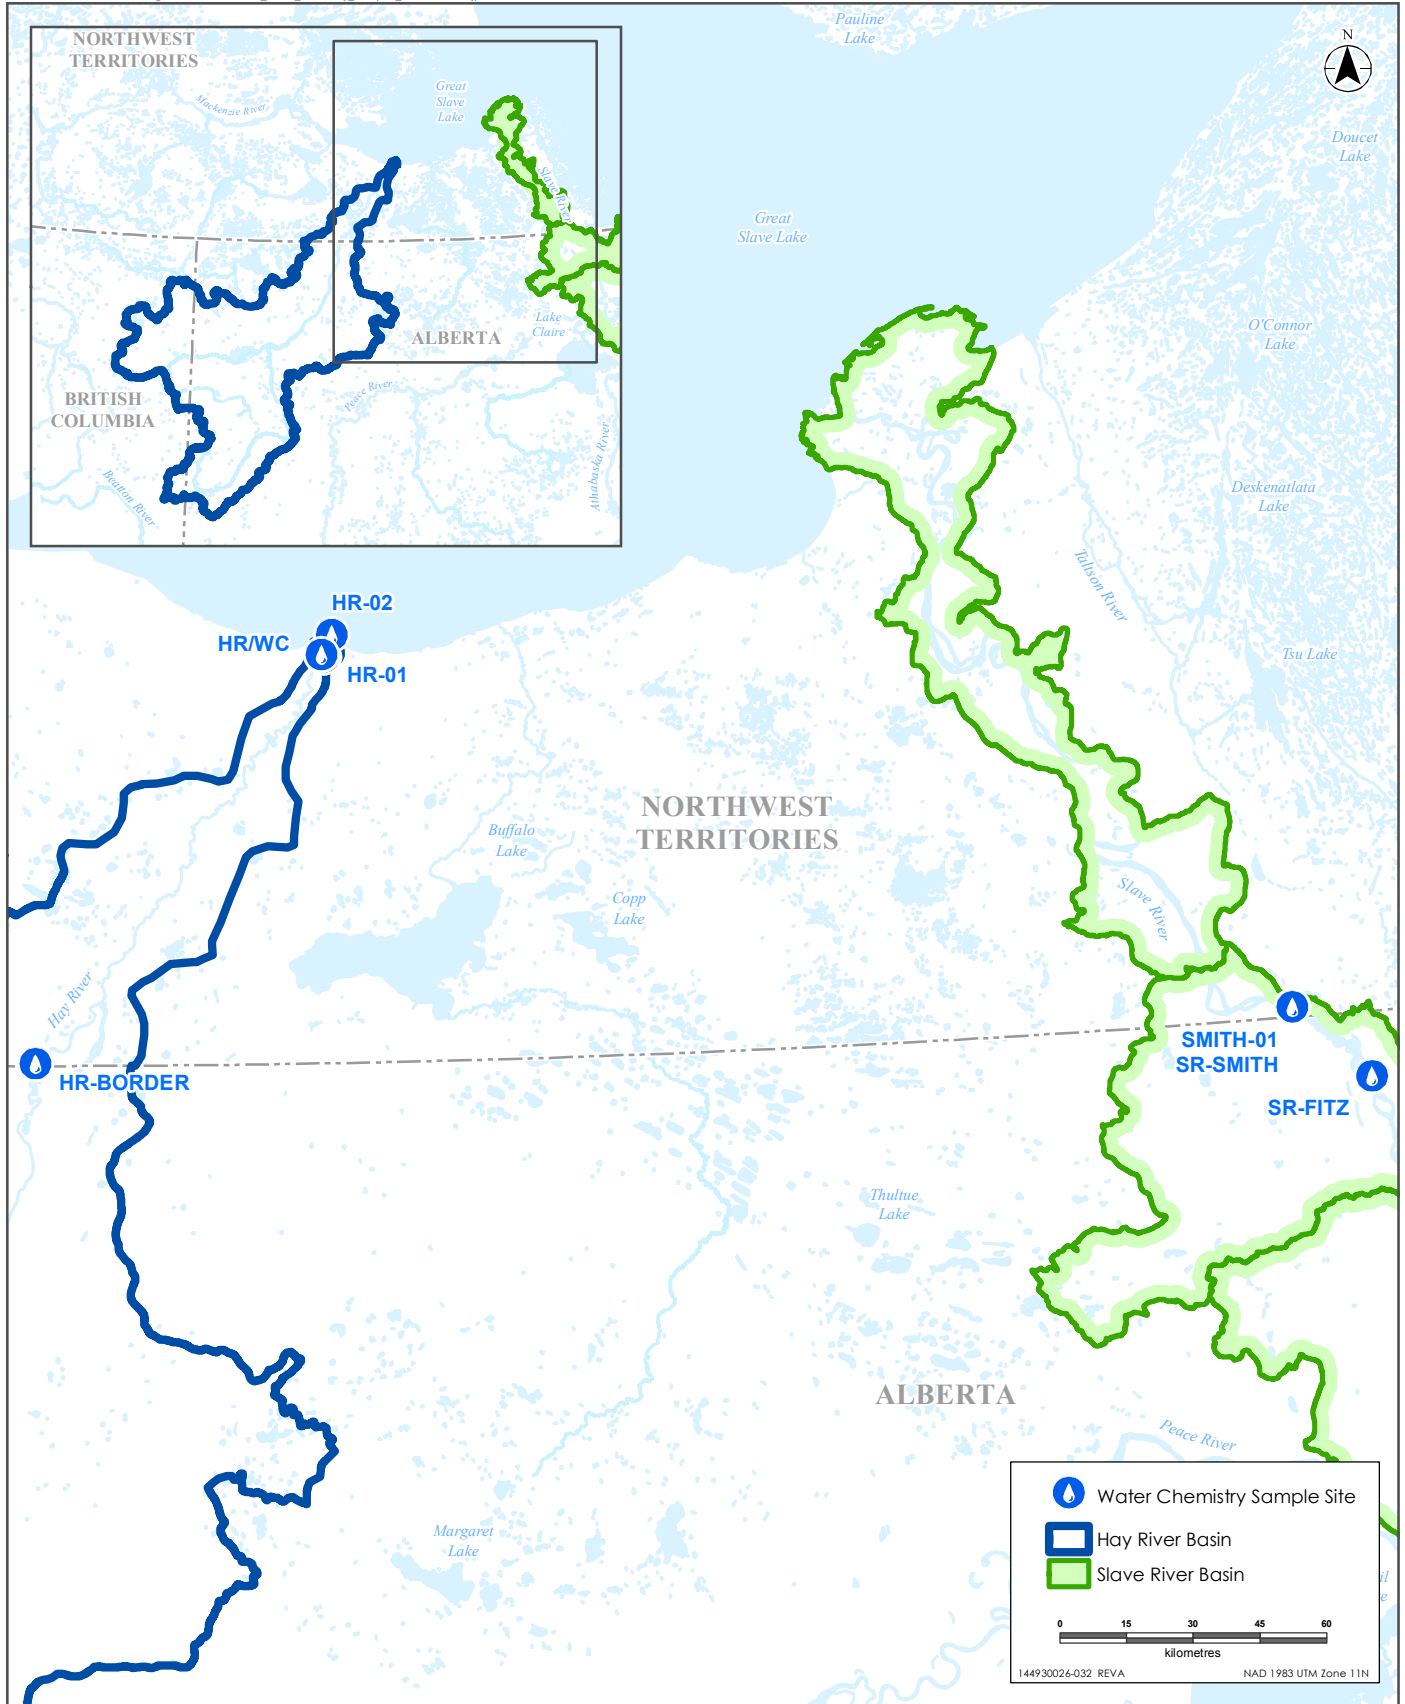 NORTHWEST
TERRITORIES
Mackenzie River
Great
Slave
Lake
Slave River
Lake
Claire
ALBERTA
BRITISH
COLUMBIA
Peace River
Beatton River
Athabaska River
Pauline
Lake
N
Doucet
Lake
Great
Slave Lake
O'Connor
Lake
Deskenatlata
Lake
Taltson River
Tsu Lake
HR-02
HR/WC
HR-01
NORTHWEST
TERRITORIES
Buffalo
Lake
Copp
Lake
Slave River
Hay River
HR-BORDER
SMITH-01
SR-SMITH
SR-FITZ
Thultue
Lake
ALBERTA
Peace River
Margaret
Lake
Water Chemistry Sample Site
Hay River Basin
Slave River Basin
0 15 30 45 60
kilometres
144930026-032 REVA
NAD 1983 UTM Zone 11N